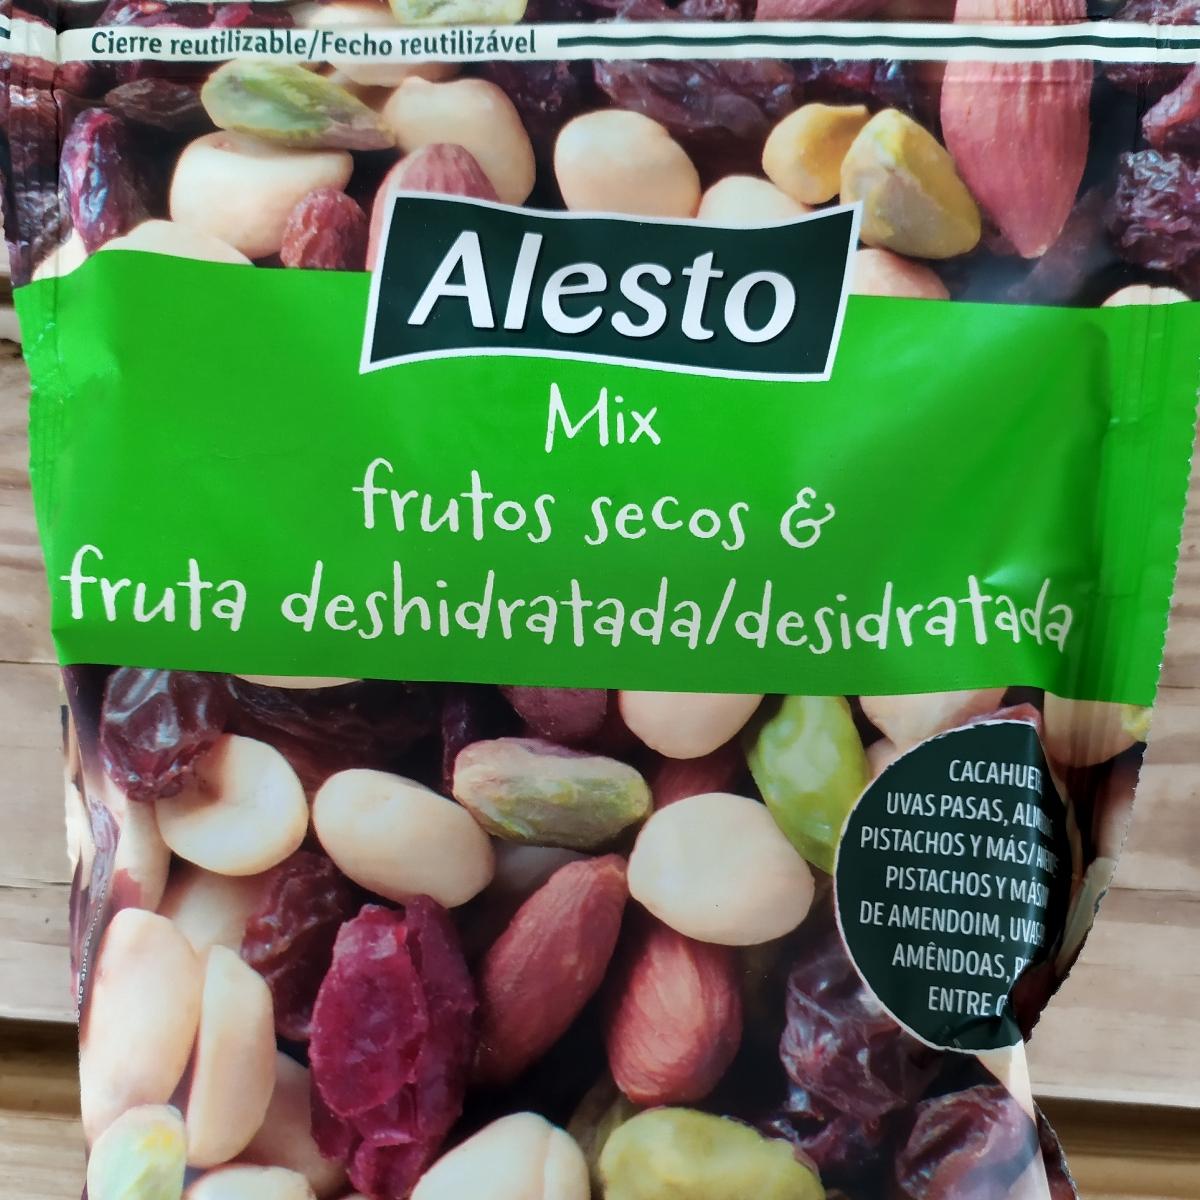 Cierre reutilizable/Fecho reutilizável
Alesto
Mix
frutos secos &
fruta deshidratada/desidratada
UVAS PASAS,
PISTACHOS Y MÁS/
PISTACHOS Y MÁS
DE AMENDOIM,
AMÊNDOAS,
ENTRE